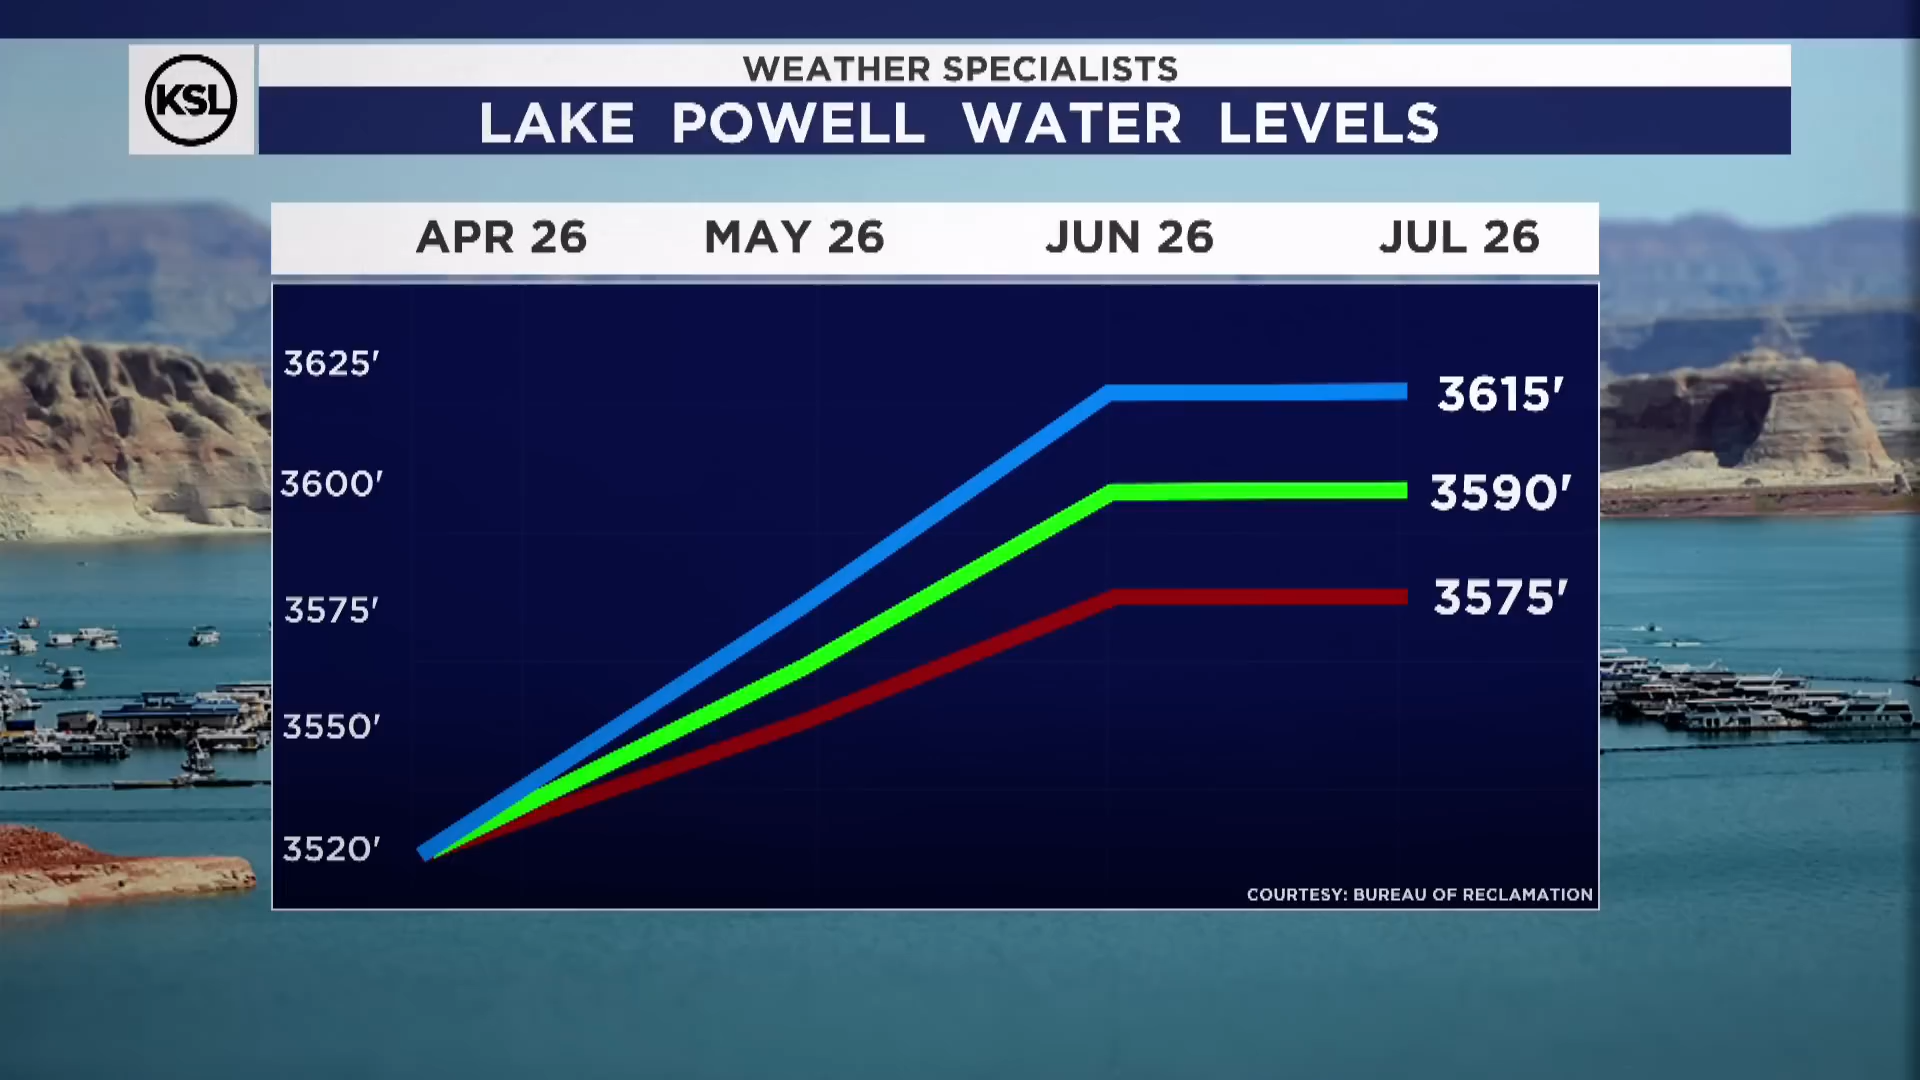 KSL
WEATHER SPECIALISTS
LAKE POWELL WATER LEVELS
APR 26 MAY 26 JUN 26 JUL 26
3625'
3615'
3600'
3590'
3575'
3575'
3550'
3520'
COURTESY: BUREAU OF RECLAMATION